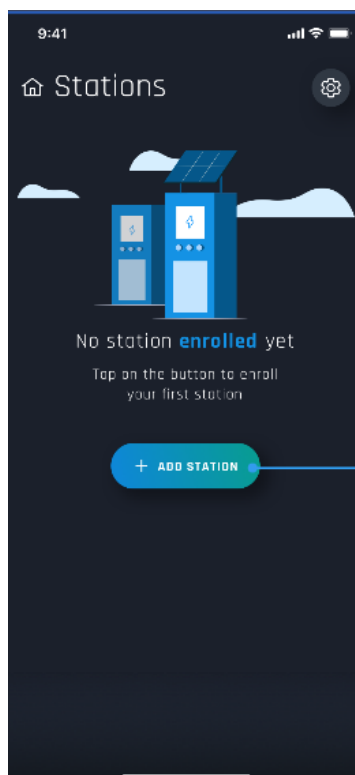 9:41
Stations
No station enrolled yet
Tap on the button to enroll
your first station
+ ADD STATION